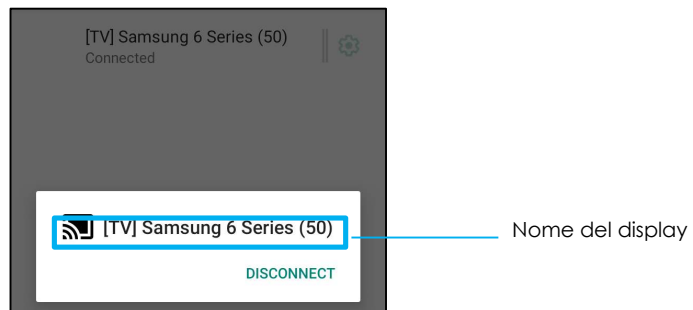 [TV] Samsung 6 Series (50)
Connected
[TV] Samsung 6 Series (50)
Nome del display
DISCONNECT